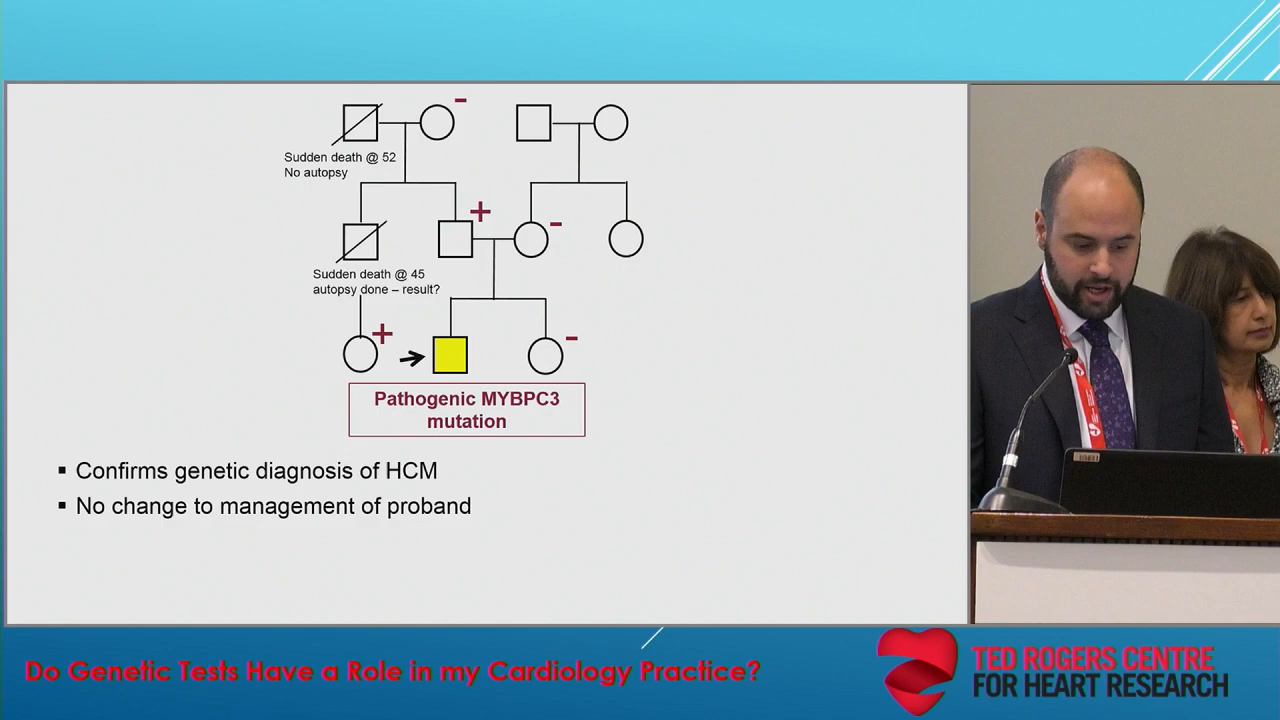 -
Sudden death @ 52
No autopsy
+
-
Sudden death @ 45
autopsy done – result?
+
-
Pathogenic MYBPC3
mutation
▪ Confirms genetic diagnosis of HCM
▪ No change to management of proband
Do Genetic Tests Have a Role in my Cardiology Practice?
TED ROGERS CENTRE
FOR HEART RESEARCH